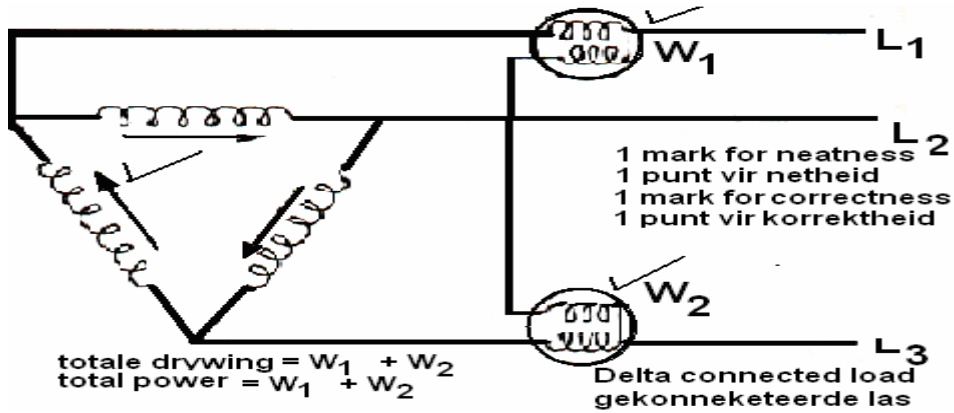 L1
W1
L2
1 mark for neatness
1 punt vir netheid
1 mark for correctness
1 punt vir korrektheid
W2
L3
totale drywing = W1 + W2
total power = W1 + W2
Delta connected load
gekonneketeerde las